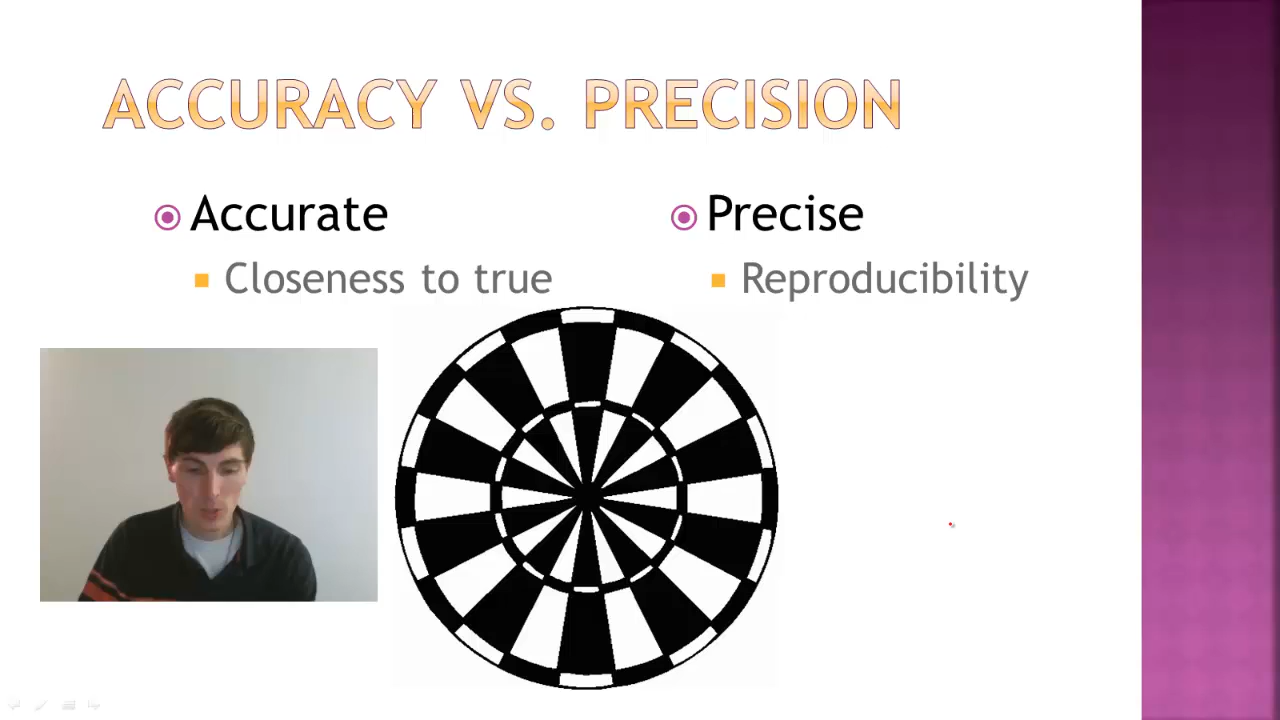 ACCURACY VS. PRECISION
Accurate
Closeness to true
Precise
Reproducibility